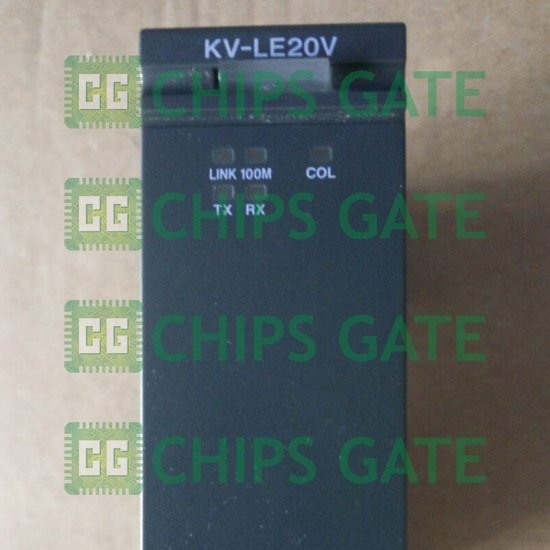 KV-LE20V
CG CHIPS GATE
LINK 100M COL
TX RX
CG CHIPS GATE
CG CHIPS GATE
CG CHIPS GATE